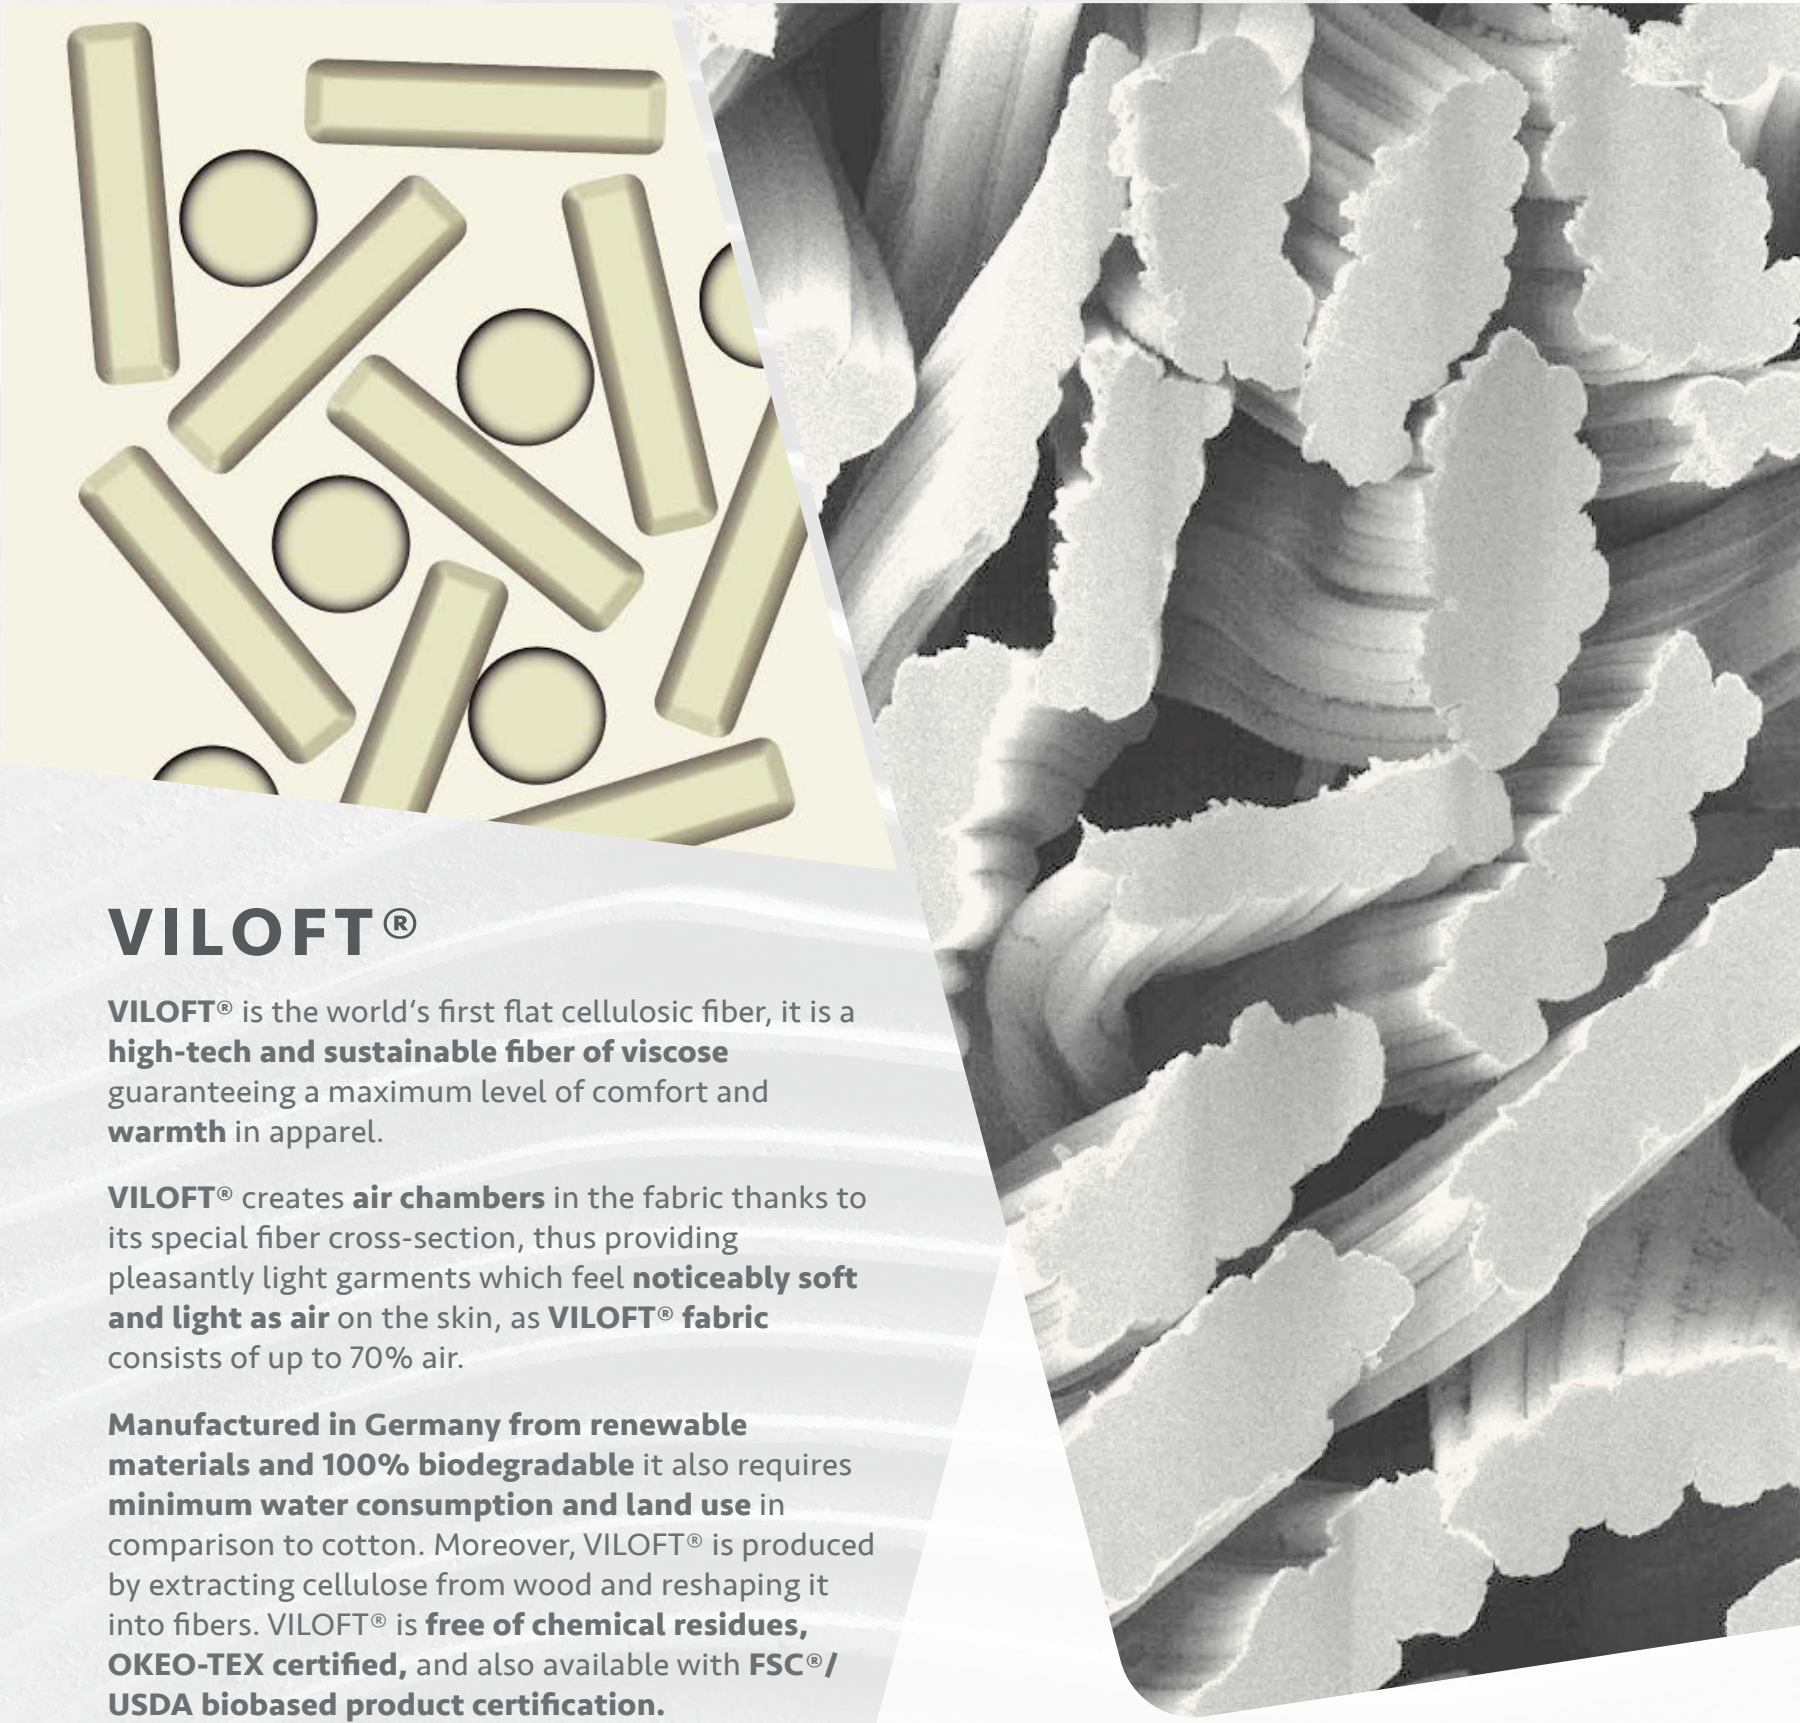 VILOFT®
VILOFT® is the world‘s first flat cellulosic fiber, it is a
high-tech and sustainable fiber of viscose
guaranteeing a maximum level of comfort and
warmth in apparel.
VILOFT® creates air chambers in the fabric thanks to
its special fiber cross-section, thus providing
pleasantly light garments which feel noticeably soft
and light as air on the skin, as VILOFT® fabric
consists of up to 70% air.
Manufactured in Germany from renewable
materials and 100% biodegradable it also requires
minimum water consumption and land use in
comparison to cotton. Moreover, VILOFT® is produced
by extracting cellulose from wood and reshaping it
into fibers. VILOFT® is free of chemical residues,
OKEO-TEX certified, and also available with FSC®/
USDA biobased product certification.